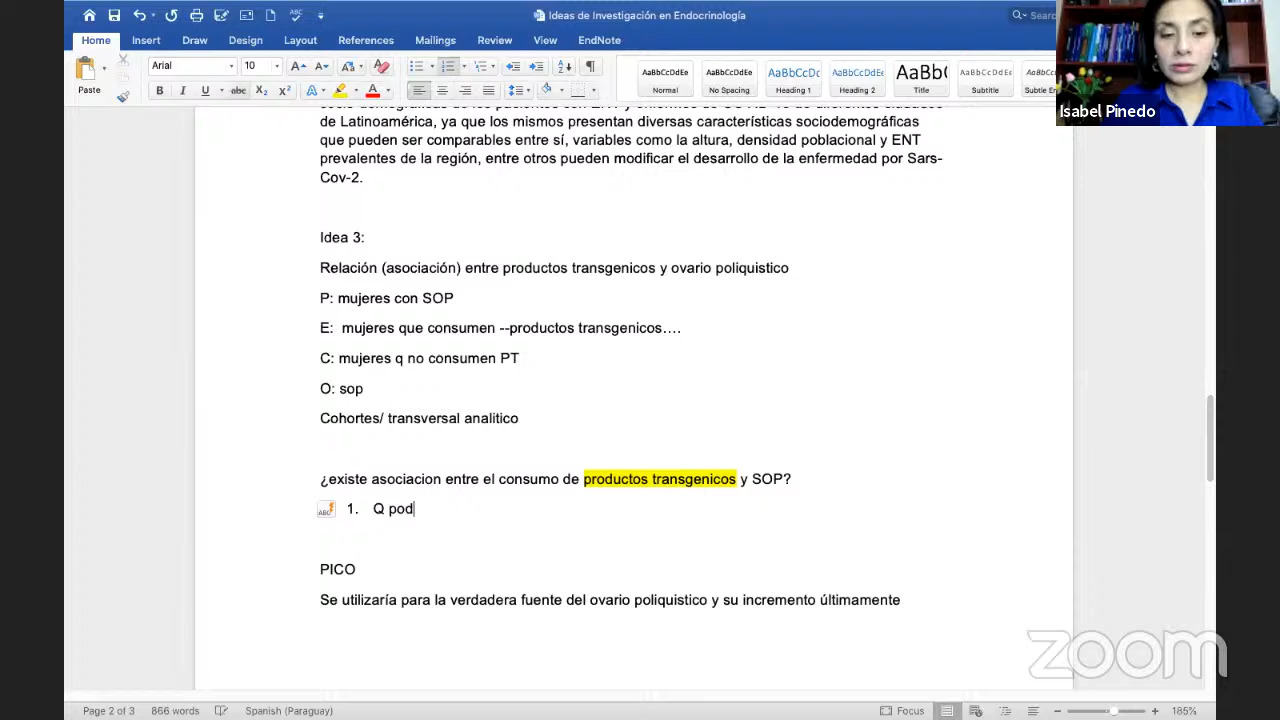 Ideas de Investigación en Endocrinología
Home Insert Draw Design Layout References Mailings Review View EndNote
Paste
Arial 10
AaBbCcDdEe AaBbCcDdEe AaBbCcDc AaBbCcDdEe AaBb( AaBbCcDdEe AaBbCcDdEe
Normal No Spacing Heading 1 Heading 2 Title Subtitle Subtle Em
Isabel Pinedo
de Latinoamérica, ya que los mismos presentan diversas características sociodemográficas
que pueden ser comparables entre sí, variables como la altura, densidad poblacional y ENT
prevalentes de la región, entre otros pueden modificar el desarrollo de la enfermedad por Sars-
Cov-2.
Idea 3:
Relación (asociación) entre productos transgenicos y ovario poliquistico
P: mujeres con SOP
E: mujeres que consumen --productos transgenicos….
C: mujeres q no consumen PT
O: sop
Cohortes/ transversal analitico
¿existe asociacion entre el consumo de productos transgenicos y SOP?
1. Q pod
PICO
Se utilizaría para la verdadera fuente del ovario poliquistico y su incremento últimamente
zoom
Page 2 of 3 866 words Spanish (Paraguay) Focus 185%